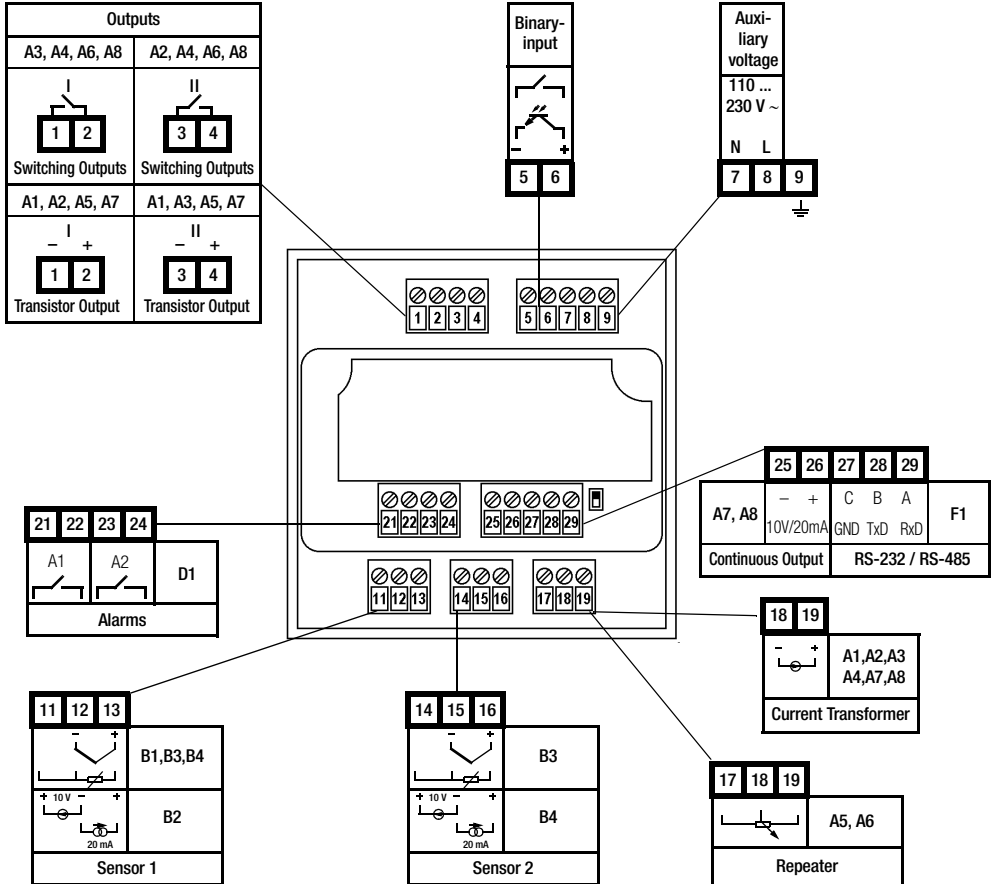 Outputs
A3, A4, A6, A8 A2, A4, A6, A8
I II
1 2 3 4
Switching Outputs Switching Outputs
A1, A2, A5, A7 A1, A3, A5, A7
I II
− + − +
1 2 3 4
Transistor Output Transistor Output
Binary-
input
− +
5 6
Auxi-
liary
voltage
110 ...
230 V ~
N L
7 8 9
1 2 3 4
5 6 7 8 9
21 22 23 24
25 26 27 28 29
11 12 13
14 15 16
17 18 19
21 22 23 24
A1 A2 D1
Alarms
25 26 27 28 29
A7, A8 − + C B A F1
10V/20mA GND TxD RxD
Continuous Output RS-232 / RS-485
18 19
- +
A1,A2,A3
A4,A7,A8
Current Transformer
11 12 13
- +
B1,B3,B4
+ 10 V - +
B2
20 mA
Sensor 1
14 15 16
- +
B3
+ 10 V - +
B4
20 mA
Sensor 2
17 18 19
A5, A6
Repeater